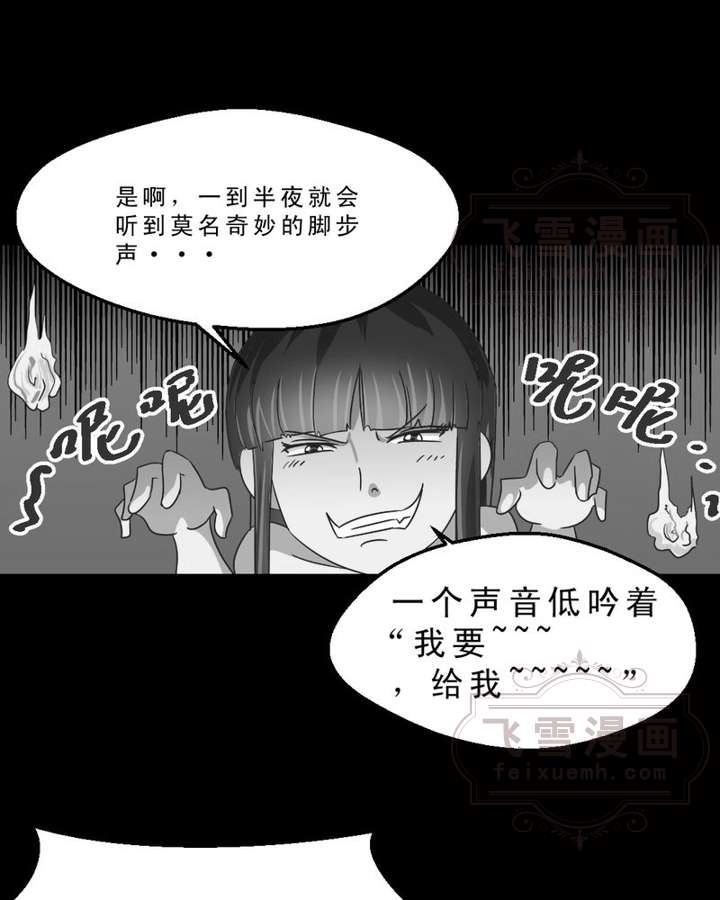 飞雪漫画
feixuemh.com
是啊，一到半夜就会
听到莫名奇妙的脚步
声···
呢呢
呢呢
一个声音低吟着
“我要~~~
，给我~~~~~”
飞雪漫画
feixuemh.com